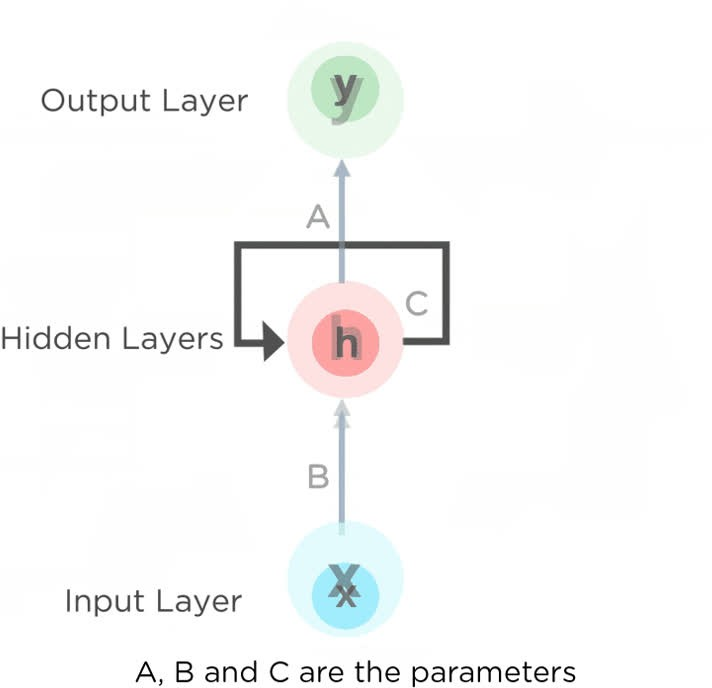 y
Output Layer
A
C
Hidden Layers
h
B
x
Input Layer
A, B and C are the parameters